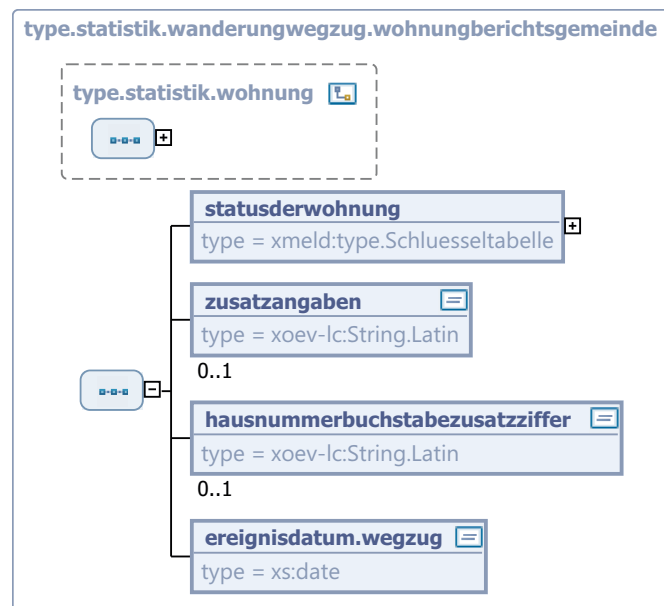 type.statistik.wanderungwegzug.wohnungberichtsgemeinde
type.statistik.wohnung
statusderwohnung
type = xmeld:type.Schluesseltabelle
zusatzangaben
type = xoev-lc:String.Latin
0..1
hausnummerbuchstabezusatzziffer
type = xoev-lc:String.Latin
0..1
ereignisdatum.wegzug
type = xs:date